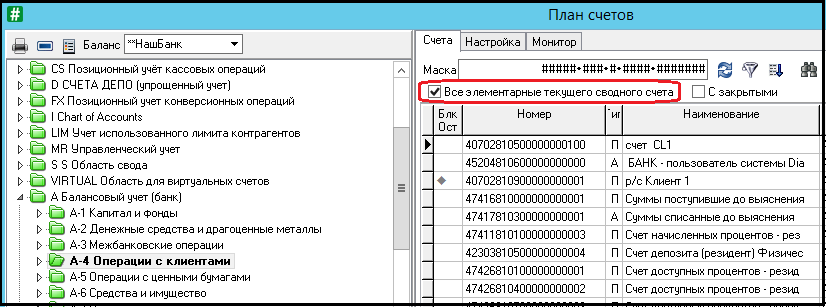 # План счетов
Баланс **НашБанк
CS Позиционный учёт кассовых операций
D СЧЕТА ДЕПО (упрощенный учет)
FX Позиционный учет конверсионных операций
I Chart of Accounts
LIM Учет использованного лимита контрагентов
MR Управленческий учет
S S Область свода
VIRTUAL Область для виртуальных счетов
А Балансовый учет (банк)
А-1 Капитал и фонды
А-2 Денежные средства и драгоценные металлы
А-3 Межбанковские операции
А-4 Операции с клиентами
А-5 Операции с ценными бумагами
А-6 Средства и имущество
Счета Настройка Монитор
Маска #####*###*#*####*#######
Все элементарные текущего сводного счета С закрытыми
Блк Ост Номер Тиг Наименование
40702810500000000100 П счет CL1
45204810600000000001 А БАНК - пользователь системы Dia
40702810900000000001 П р/с Клиент 1
47416810000000000001 П Суммы поступившие до выяснения
47417810300000000001 А Суммы списанные до выяснения
47411810100000000003 П Счет начисленных процентов - рез
42303810500000000004 П Счет депозита (резидент) Физичес
47426810100000000001 П Счет доступных процентов - резид
47426810400000000002 П Счет доступных процентов - резид